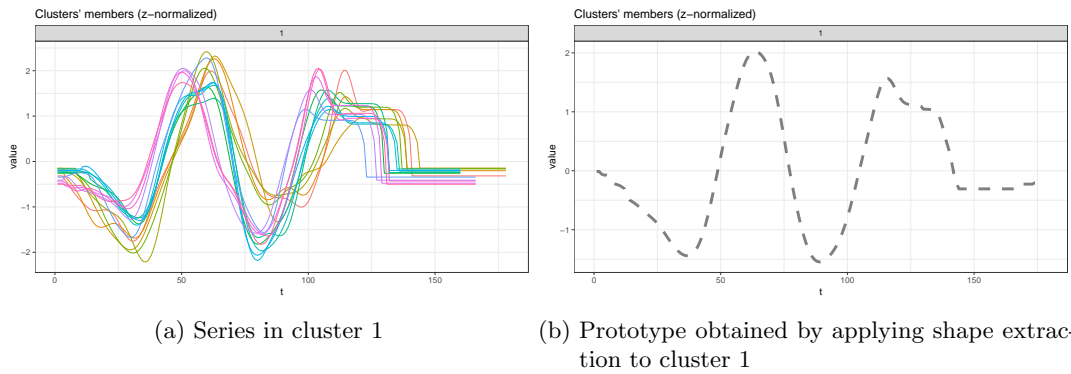 Clusters' members (z-normalized)
1
2
1
0
−1
−2
value
0
50
100
150
t
(a) Series in cluster 1
Clusters' members (z-normalized)
1
2
1
0
−1
value
0
50
100
150
t
(b) Prototype obtained by applying shape extrac-
tion to cluster 1